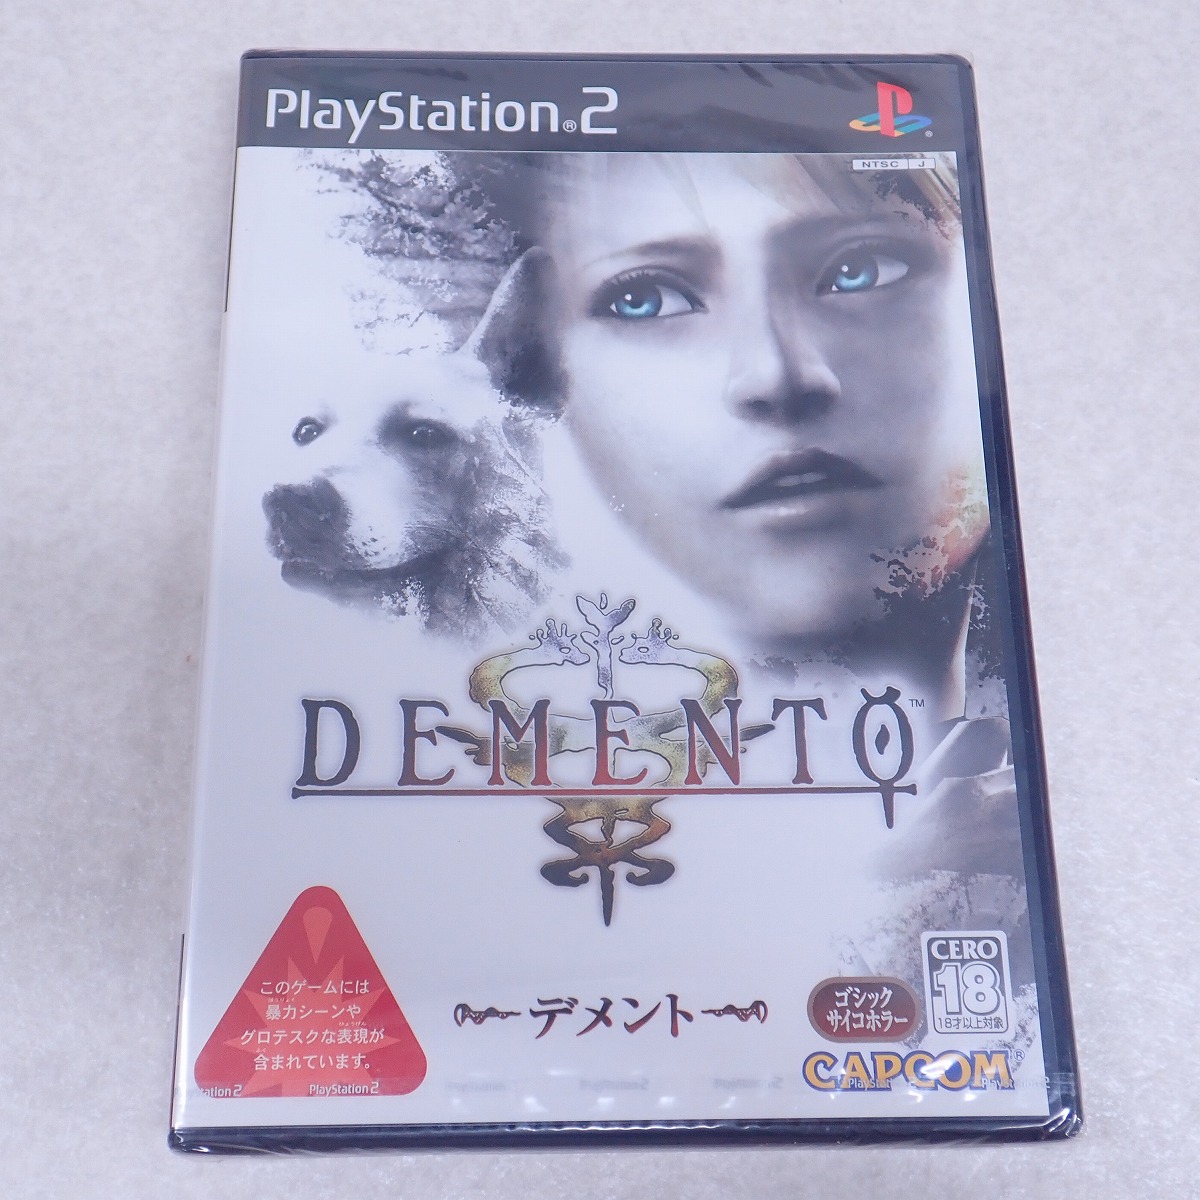 PlayStation®2
®
NTSC J
DEMENTO™
デメント
このゲームには
暴力シーンや
グロテスクな表現が
含まれています。
ゴシック
サイコホラー
CERO
18
18才以上対象
CAPCOM®
PlayStation 2